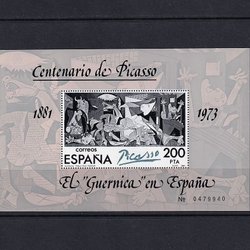 Centenario de Picasso
1881 1973
correos
ESPAÑA Picasso 200
PTA
El "Guernica" en España
№ 0479940